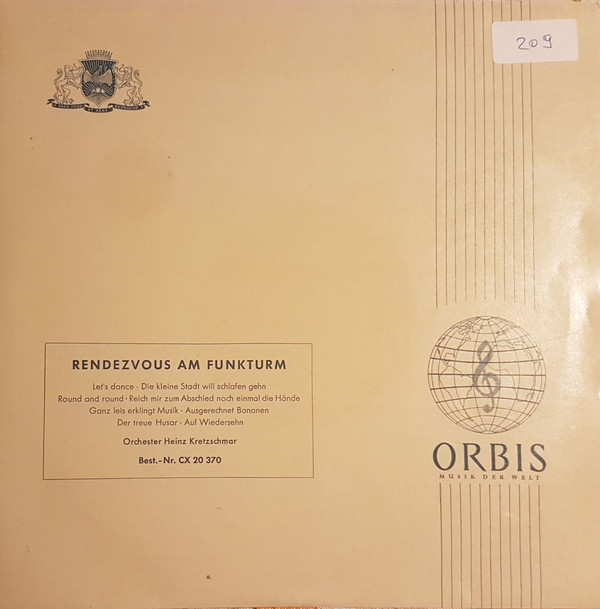 209
RENDEZVOUS AM FUNKTURM
Let's dance · Die kleine Stadt will schlafen gehn
Round and round · Reich mir zum Abschied noch einmal die Hände
Ganz leis erklingt Musik · Ausgerechnet Bananen
Der treue Husar · Auf Wiedersehn
Orchester Heinz Kretzschmar
Best.-Nr. CX 20 370
ORBIS
MUSIK DER WELT